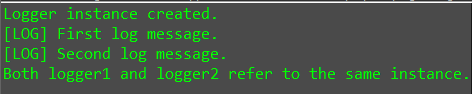 Logger instance created.
[LOG] First log message.
[LOG] Second log message.
Both logger1 and logger2 refer to the same instance.